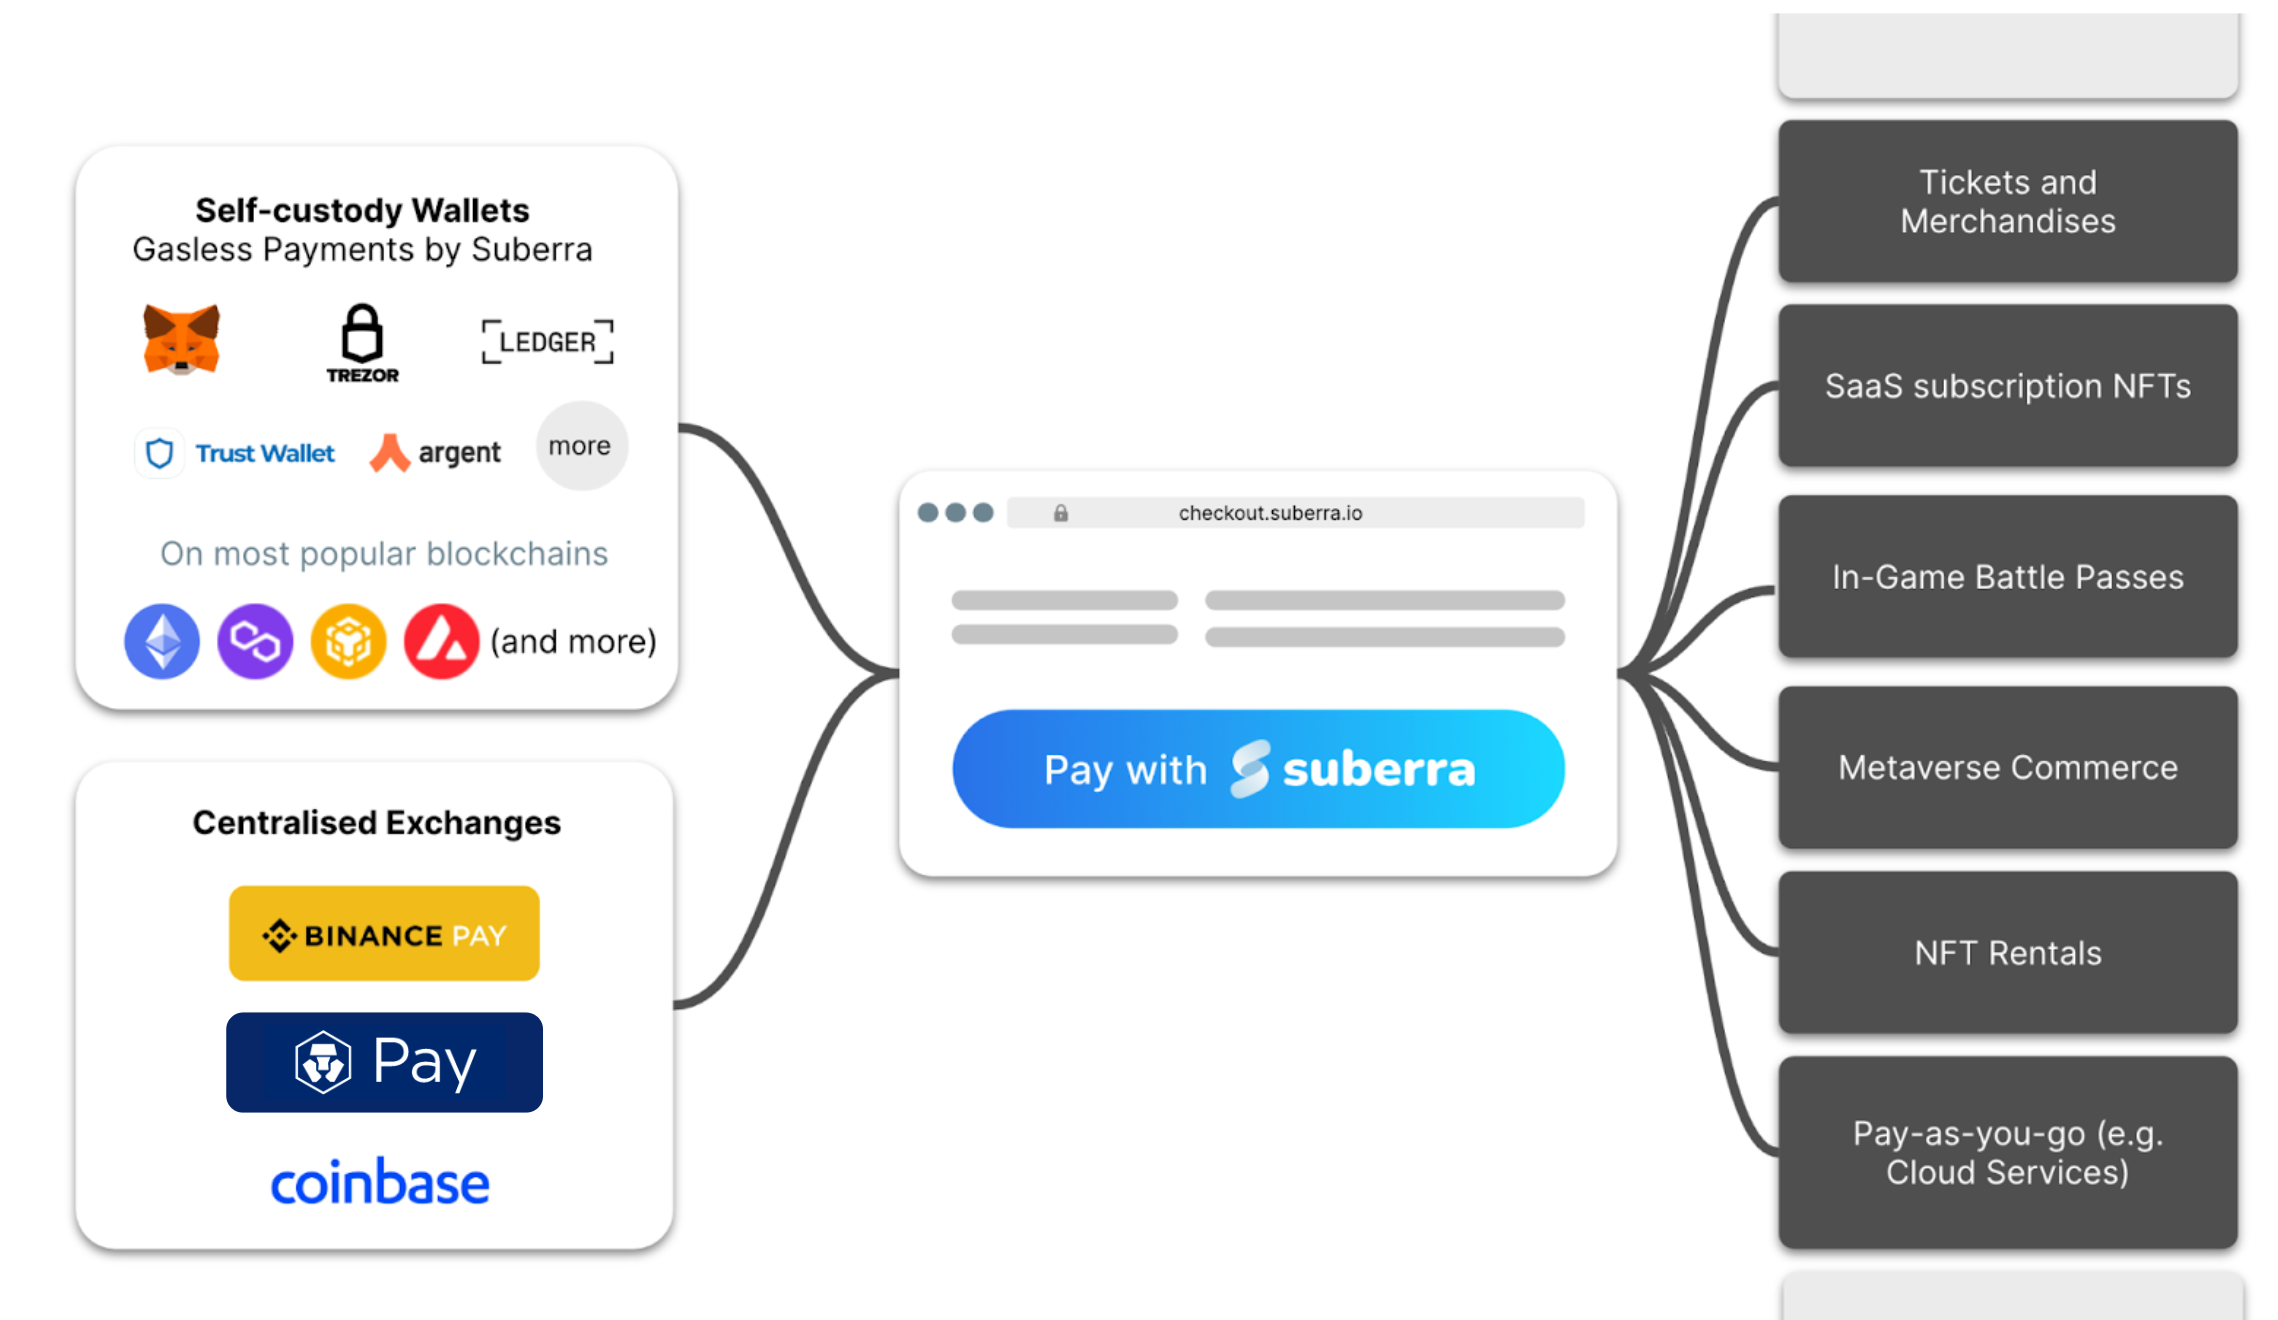 Self-custody Wallets
Gasless Payments by Suberra
TREZOR
LEDGER
Trust Wallet
argent
more
On most popular blockchains
(and more)
Centralised Exchanges
BINANCE PAY
Pay
coinbase
checkout.suberra.io
Pay with suberra
Tickets and
Merchandises
SaaS subscription NFTs
In-Game Battle Passes
Metaverse Commerce
NFT Rentals
Pay-as-you-go (e.g.
Cloud Services)